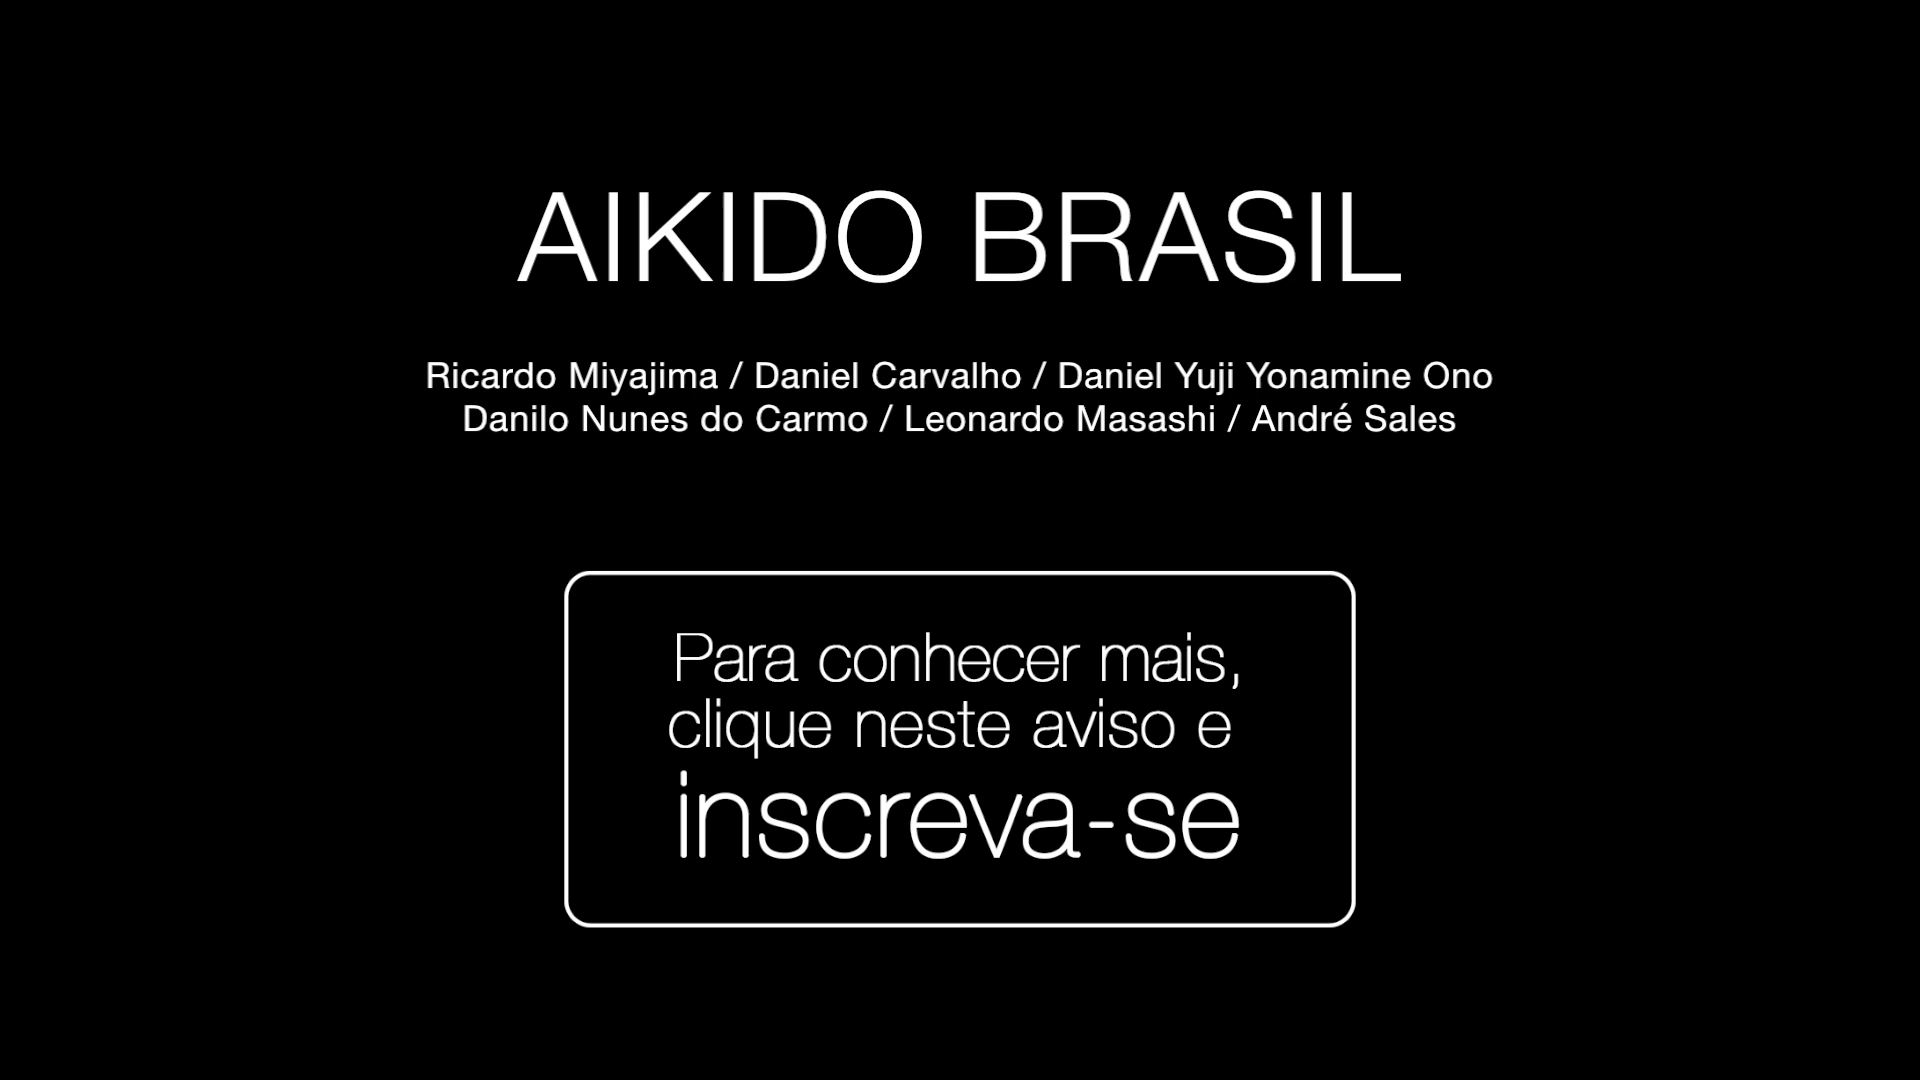 AIKIDO BRASIL
Ricardo Miyajima / Daniel Carvalho / Daniel Yuji Yonamine Ono
Danilo Nunes do Carmo / Leonardo Masashi / André Sales
Para conhecer mais,
clique neste aviso e
inscreva-se